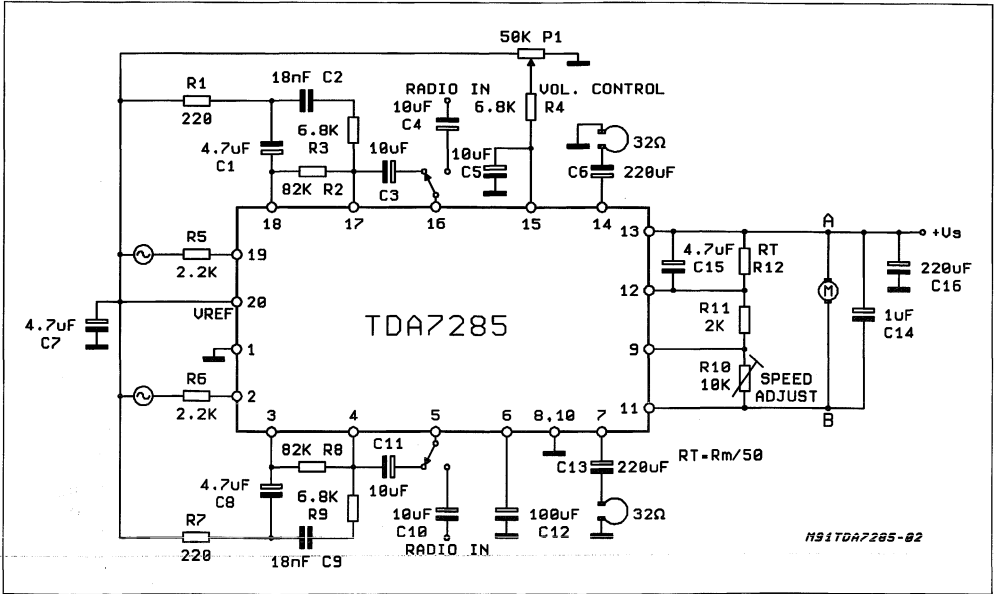 50K P1
R1
220
18nF C2
RADIO IN
10uF
C4
6.8K
R4
VOL. CONTROL
4.7uF
C1
6.8K
R3
82K R2
10uF
C3
10uF
C5
C6
220uF
32Ω
18
17
16
15
14
R5
2.2K
19
20
VREF
4.7uF
C7
1
R6
2.2K
2
TDA7285
13
12
9
11
4.7uF
C15
RT
R12
R11
2K
R10
10K
SPEED
ADJUST
A
M
B
+Vs
220uF
C16
1uF
C14
RT=Rm/50
3
4
5
6
8,10
7
82K R8
C11
10uF
4.7uF
C8
6.8K
R9
R7
220
18nF C9
10uF
C10
RADIO IN
100uF
C12
C13
220uF
32Ω
M91TDA7285-02